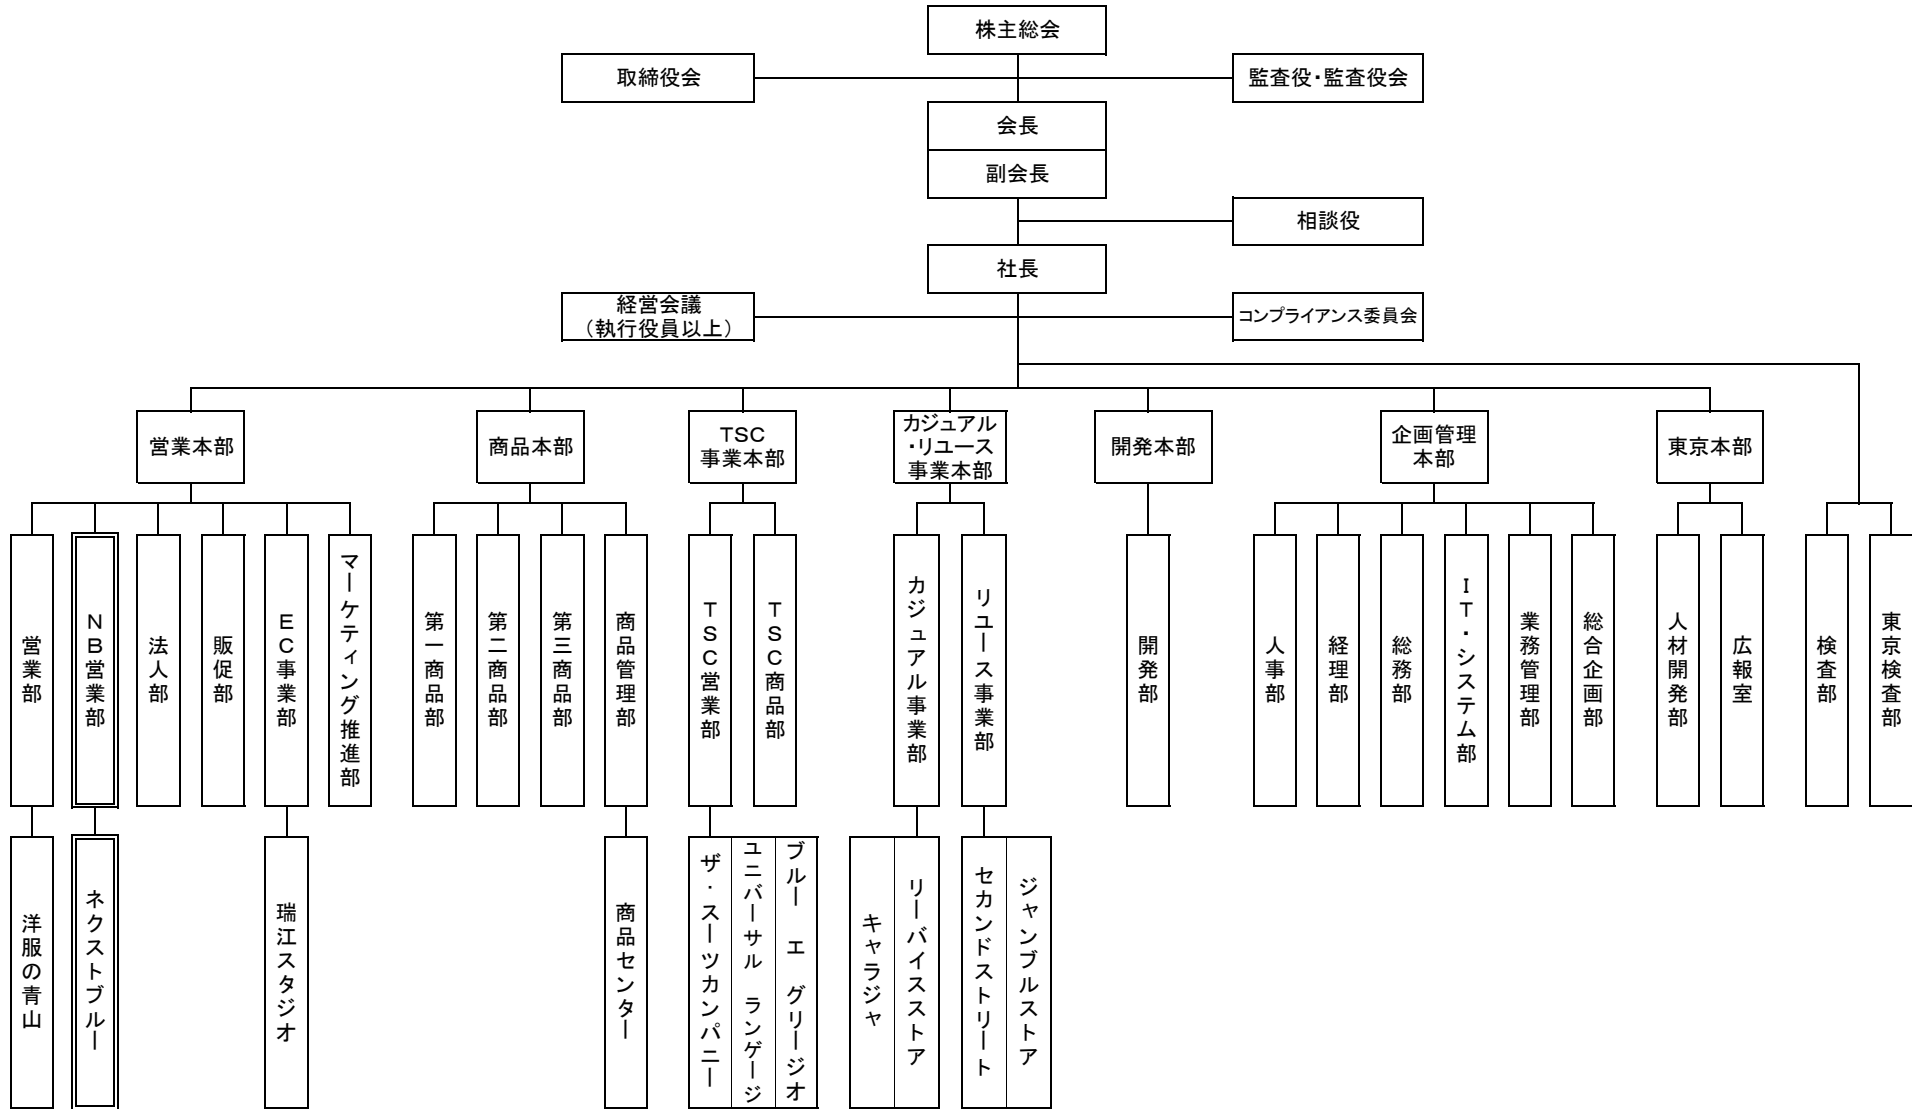 株主総会
取締役会
監査役・監査役会
会長
副会長
相談役
社長
経営会議
（執行役員以上）
コンプライアンス委員会
営業本部
商品本部
TSC
事業本部
カジュアル
・リユース
事業本部
開発本部
企画管理
本部
東京本部
営業部
NB営業部
法人部
販促部
EC事業部
マーケティング推進部
第一商品部
第二商品部
第三商品部
商品管理部
TSC営業部
TSC商品部
カジュアル事業部
リユース事業部
開発部
人事部
経理部
総務部
IT・システム部
業務管理部
総合企画部
人材開発部
広報室
検査部
東京検査部
洋服の青山
ネクストブルー
瑞江スタジオ
商品センター
ザ・スーツカンパニー
ユニバーサル ランゲージ
ブルー エ グリージオ
キャラジャ
リーバイスストア
セカンドストリート
ジャンブルストア